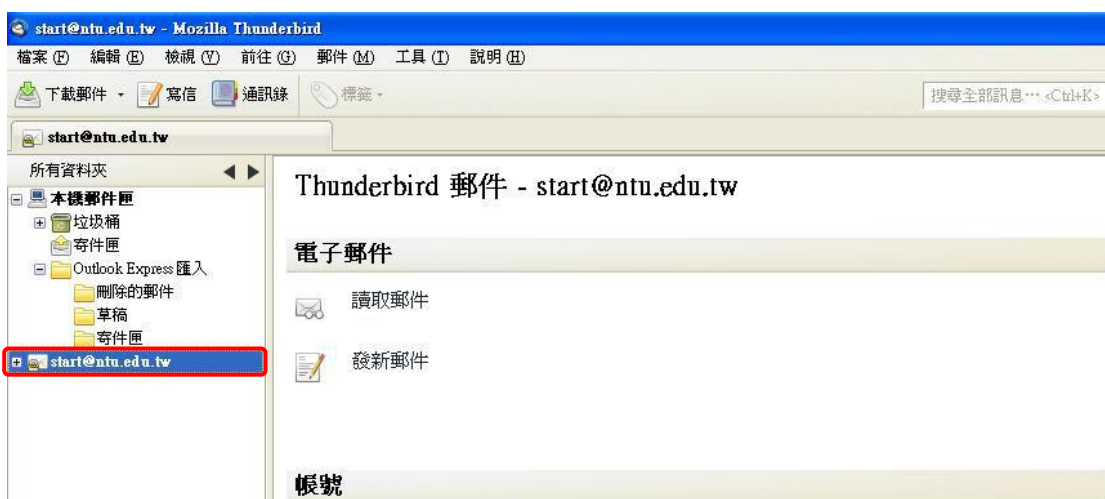 start@ntu.edu.tw - Mozilla Thunderbird
檔案(F) 編輯(E) 檢視(V) 前往(G) 郵件(M) 工具(T) 說明(H)
下載郵件 寫信 通訊錄 標籤 搜尋全部訊息… <Ctrl+K>
start@ntu.edu.tw
所有資料夾
本機郵件匣
垃圾桶
寄件匣
Outlook Express 匯入
刪除的郵件
草稿
寄件匣
start@ntu.edu.tw
Thunderbird 郵件 - start@ntu.edu.tw
電子郵件
讀取郵件
發新郵件
帳號